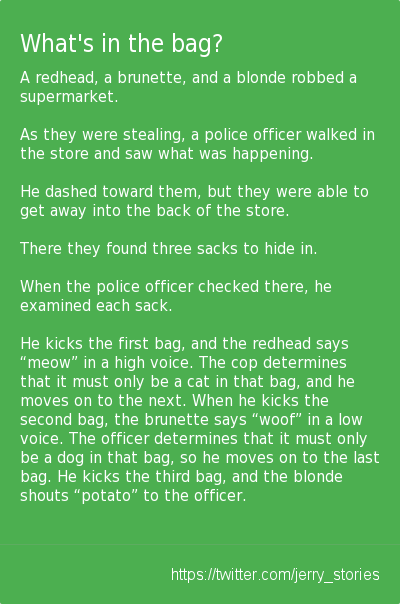 What's in the bag?
A redhead, a brunette, and a blonde robbed a
supermarket.
As they were stealing, a police officer walked in
the store and saw what was happening.
He dashed toward them, but they were able to
get away into the back of the store.
There they found three sacks to hide in.
When the police officer checked there, he
examined each sack.
He kicks the first bag, and the redhead says
“meow” in a high voice. The cop determines
that it must only be a cat in that bag, and he
moves on to the next. When he kicks the
second bag, the brunette says “woof” in a low
voice. The officer determines that it must only
be a dog in that bag, so he moves on to the last
bag. He kicks the third bag, and the blonde
shouts “potato” to the officer.
https://twitter.com/jerry_stories